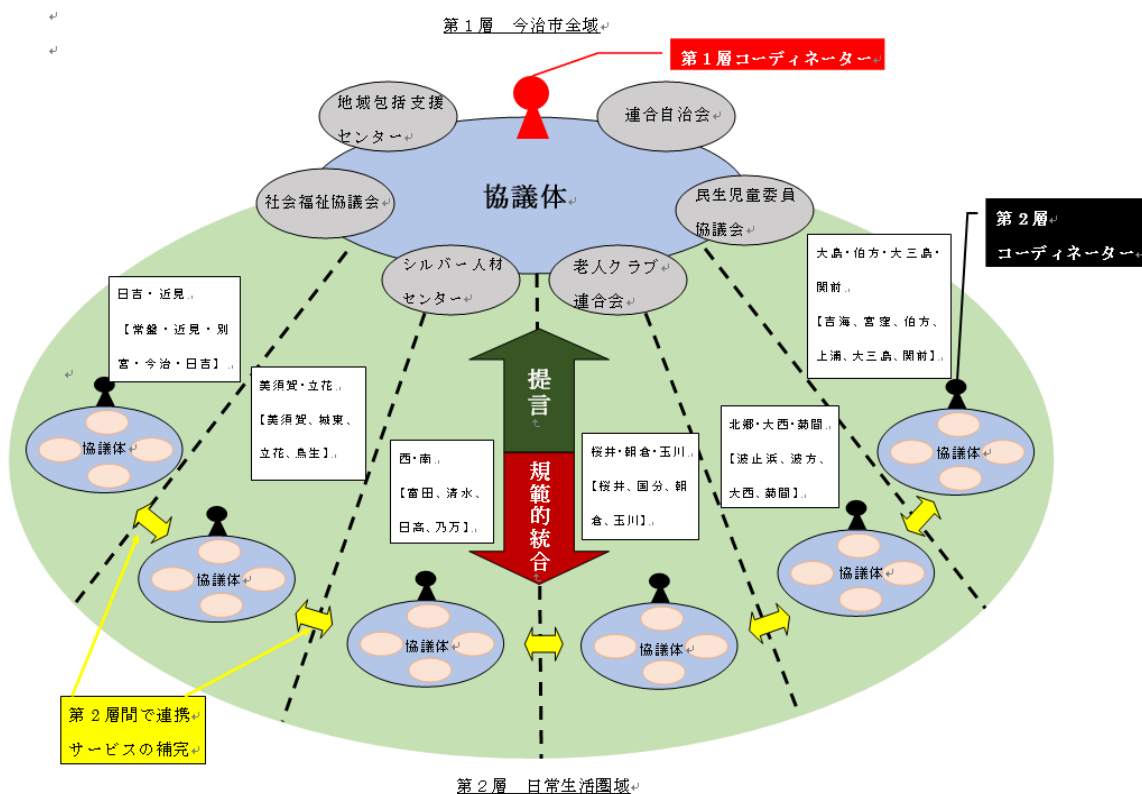 第１層　今治市全域
第１層コーディネーター
地域包括支援
センター
連合自治会
社会福祉協議会
協議体
民生児童委員
協議会
シルバー人材
センター
老人クラブ
連合会
第２層
コーディネーター
日吉・近見
【常盤・近見・別
宮・今治・日吉】
美須賀・立花
【美須賀、城東、
立花、鳥生】
西・南
【富田、清水、
日高、乃万】
提言
規範的統合
桜井・朝倉・玉川
【桜井、国分、朝
倉、玉川】
北郷・大西・菊間
【波止浜、波方、
大西、菊間】
大島・伯方・大三島・
関前
【吉海、宮窪、伯方、
上浦、大三島、関前】
協議体
協議体
協議体
協議体
協議体
協議体
第２層間で連携
サービスの補完
第２層　日常生活圏域